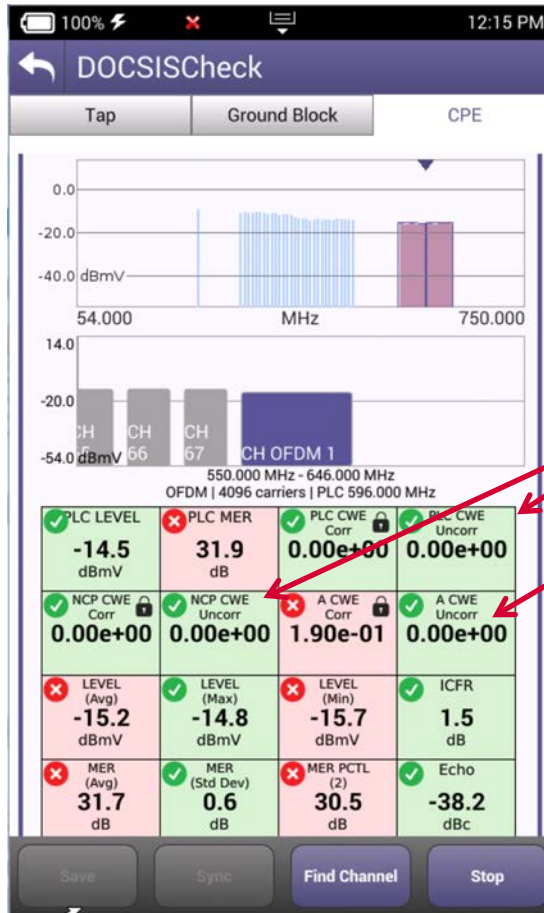 100% 12:15 PM
DOCSISCheck
Tap Ground Block CPE
0.0
-20.0
-40.0 dBmV
54.000 MHz 750.000
14.0
-20.0
-54.0 dBmV
CH CH CH
66 67 CH OFDM 1
550.000 MHz - 646.000 MHz
OFDM | 4096 carriers | PLC 596.000 MHz
PLC LEVEL
-14.5
dBmV
PLC MER
31.9
dB
PLC CWE
Corr
0.00e+00
PLC CWE
Uncorr
0.00e+00
NCP CWE
Corr
0.00e+00
NCP CWE
Uncorr
0.00e+00
A CWE
Corr
1.90e-01
A CWE
Uncorr
0.00e+00
LEVEL
(Avg)
-15.2
dBmV
LEVEL
(Max)
-14.8
dBmV
LEVEL
(Min)
-15.7
dBmV
ICFR
1.5
dB
MER
(Avg)
31.7
dB
MER
(Std Dev)
0.6
dB
MER PCTL
(2)
30.5
dB
Echo
-38.2
dBc
Save Sync Find Channel Stop